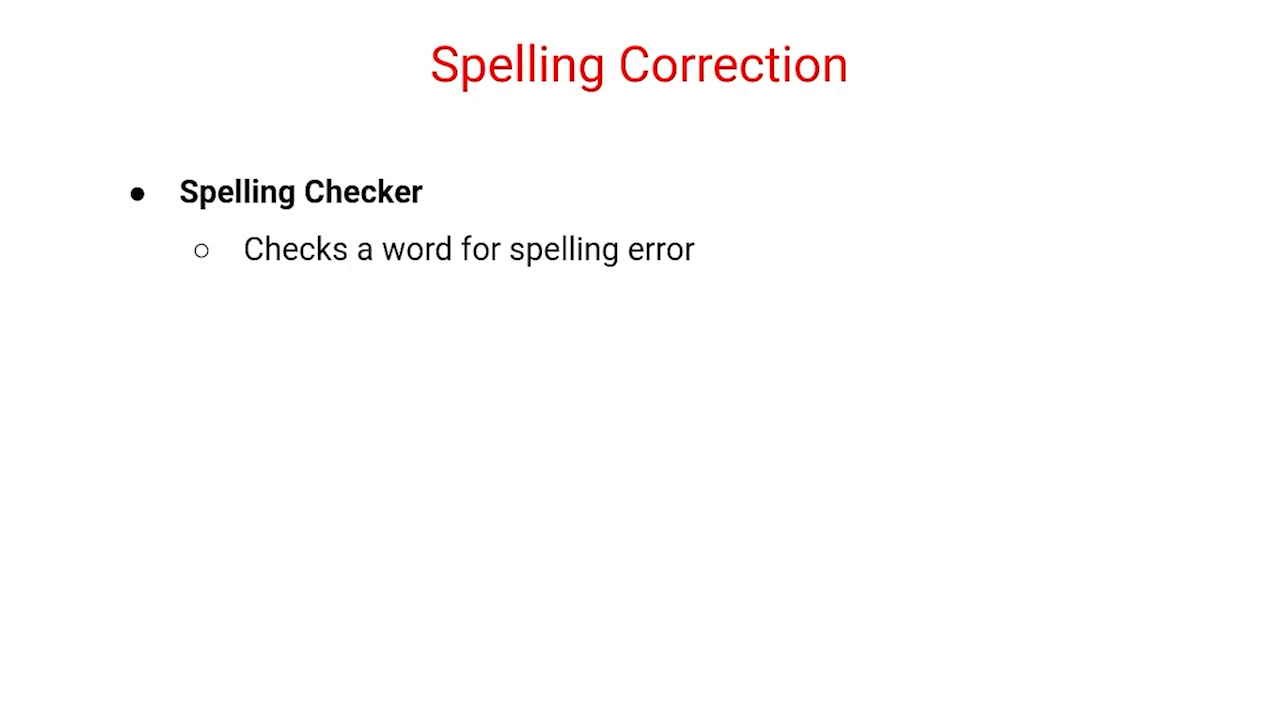 Spelling Correction
● Spelling Checker
○ Checks a word for spelling error